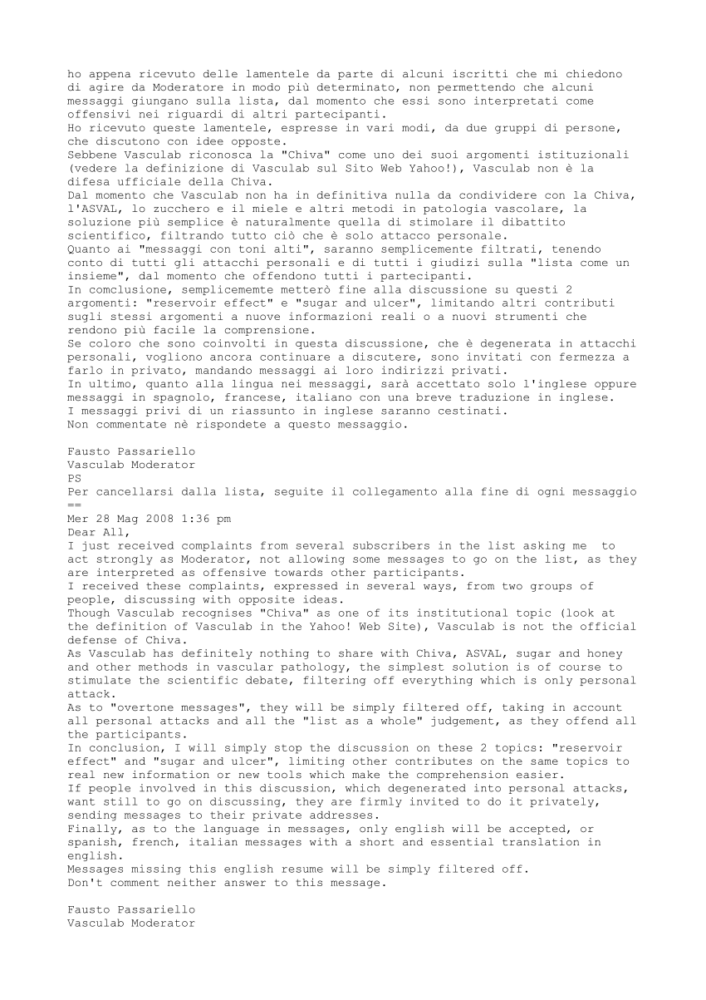 ho appena ricevuto delle lamentele da parte di alcuni iscritti che mi chiedono
di agire da Moderatore in modo più determinato, non permettendo che alcuni
messaggi giungano sulla lista, dal momento che essi sono interpretati come
offensivi nei riguardi di altri partecipanti.
Ho ricevuto queste lamentele, espresse in vari modi, da due gruppi di persone,
che discutono con idee opposte.
Sebbene Vasculab riconosca la "Chiva" come uno dei suoi argomenti istituzionali
(vedere la definizione di Vasculab sul Sito Web Yahoo!), Vasculab non è la
difesa ufficiale della Chiva.
Dal momento che Vasculab non ha in definitiva nulla da condividere con la Chiva,
l'ASVAL, lo zucchero e il miele e altri metodi in patologia vascolare, la
soluzione più semplice è naturalmente quella di stimolare il dibattito
scientifico, filtrando tutto ciò che è solo attacco personale.
Quanto ai "messaggi con toni alti", saranno semplicemente filtrati, tenendo
conto di tutti gli attacchi personali e di tutti i giudizi sulla "lista come un
insieme", dal momento che offendono tutti i partecipanti.
In comclusione, semplicememte metterò fine alla discussione su questi 2
argomenti: "reservoir effect" e "sugar and ulcer", limitando altri contributi
sugli stessi argomenti a nuove informazioni reali o a nuovi strumenti che
rendono più facile la comprensione.
Se coloro che sono coinvolti in questa discussione, che è degenerata in attacchi
personali, vogliono ancora continuare a discutere, sono invitati con fermezza a
farlo in privato, mandando messaggi ai loro indirizzi privati.
In ultimo, quanto alla lingua nei messaggi, sarà accettato solo l'inglese oppure
messaggi in spagnolo, francese, italiano con una breve traduzione in inglese.
I messaggi privi di un riassunto in inglese saranno cestinati.
Non commentate nè rispondete a questo messaggio.

Fausto Passariello
Vasculab Moderator
PS
Per cancellarsi dalla lista, seguite il collegamento alla fine di ogni messaggio
==
Mer 28 Mag 2008 1:36 pm
Dear All,
I just received complaints from several subscribers in the list asking me  to
act strongly as Moderator, not allowing some messages to go on the list, as they
are interpreted as offensive towards other participants.
I received these complaints, expressed in several ways, from two groups of
people, discussing with opposite ideas.
Though Vasculab recognises "Chiva" as one of its institutional topic (look at
the definition of Vasculab in the Yahoo! Web Site), Vasculab is not the official
defense of Chiva.
As Vasculab has definitely nothing to share with Chiva, ASVAL, sugar and honey
and other methods in vascular pathology, the simplest solution is of course to
stimulate the scientific debate, filtering off everything which is only personal
attack.
As to "overtone messages", they will be simply filtered off, taking in account
all personal attacks and all the "list as a whole" judgement, as they offend all
the participants.
In conclusion, I will simply stop the discussion on these 2 topics: "reservoir
effect" and "sugar and ulcer", limiting other contributes on the same topics to
real new information or new tools which make the comprehension easier.
If people involved in this discussion, which degenerated into personal attacks,
want still to go on discussing, they are firmly invited to do it privately,
sending messages to their private addresses.
Finally, as to the language in messages, only english will be accepted, or
spanish, french, italian messages with a short and essential translation in
english.
Messages missing this english resume will be simply filtered off.
Don't comment neither answer to this message.

Fausto Passariello
Vasculab Moderator